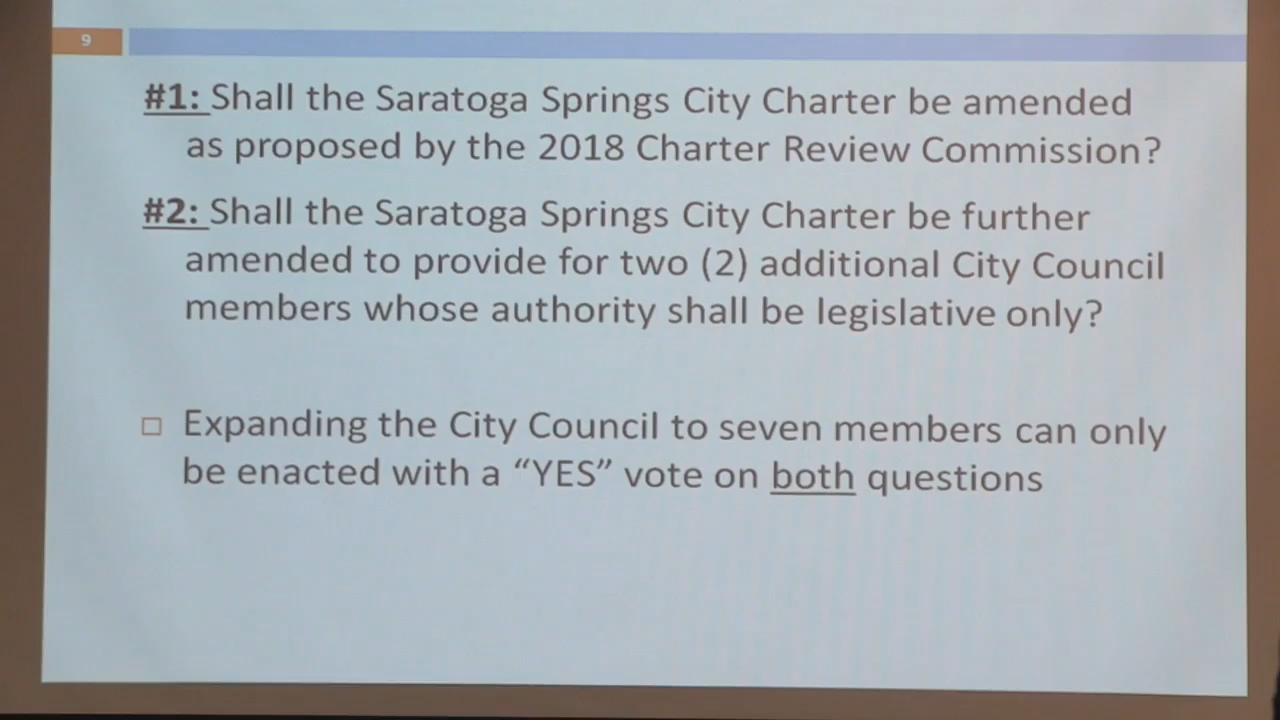 9
#1: Shall the Saratoga Springs City Charter be amended
as proposed by the 2018 Charter Review Commission?
#2: Shall the Saratoga Springs City Charter be further
amended to provide for two (2) additional City Council
members whose authority shall be legislative only?
Expanding the City Council to seven members can only
be enacted with a “YES” vote on both questions